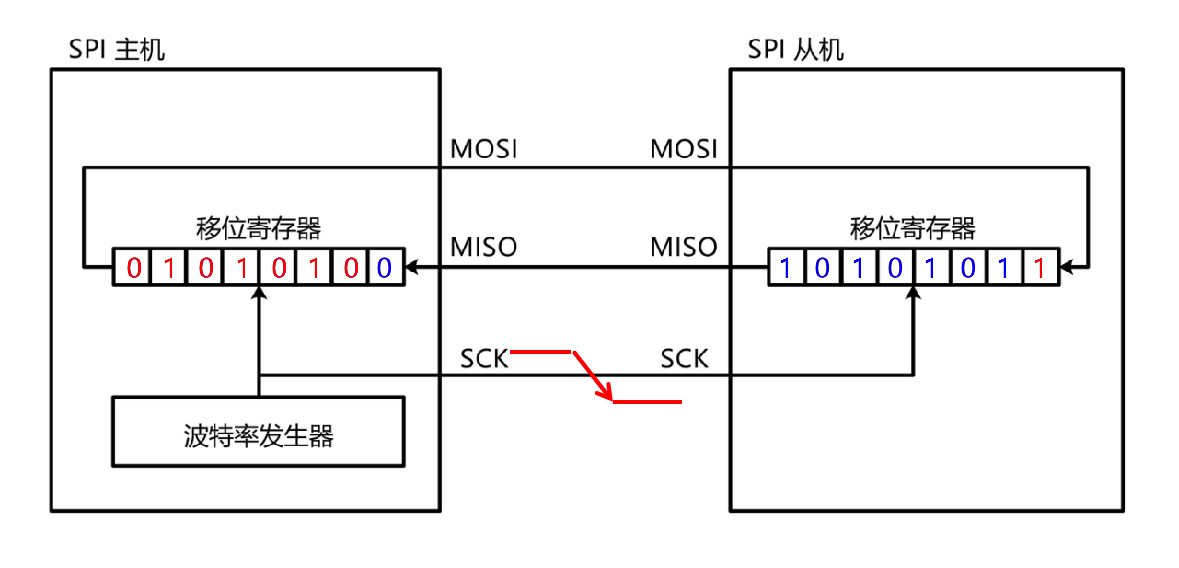 SPI 主机
SPI 从机
MOSI
MOSI
移位寄存器
移位寄存器
MISO
MISO
0 1 0 1 0 1 0 0
1 0 1 0 1 0 1 1
SCK
SCK
波特率发生器